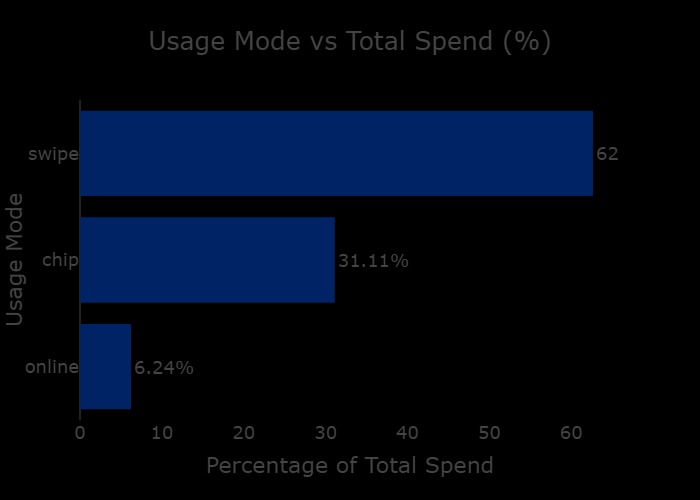 Usage Mode vs Total Spend (%)
swipe
62
chip
31.11%
online
6.24%
Usage Mode
0 10 20 30 40 50 60
Percentage of Total Spend